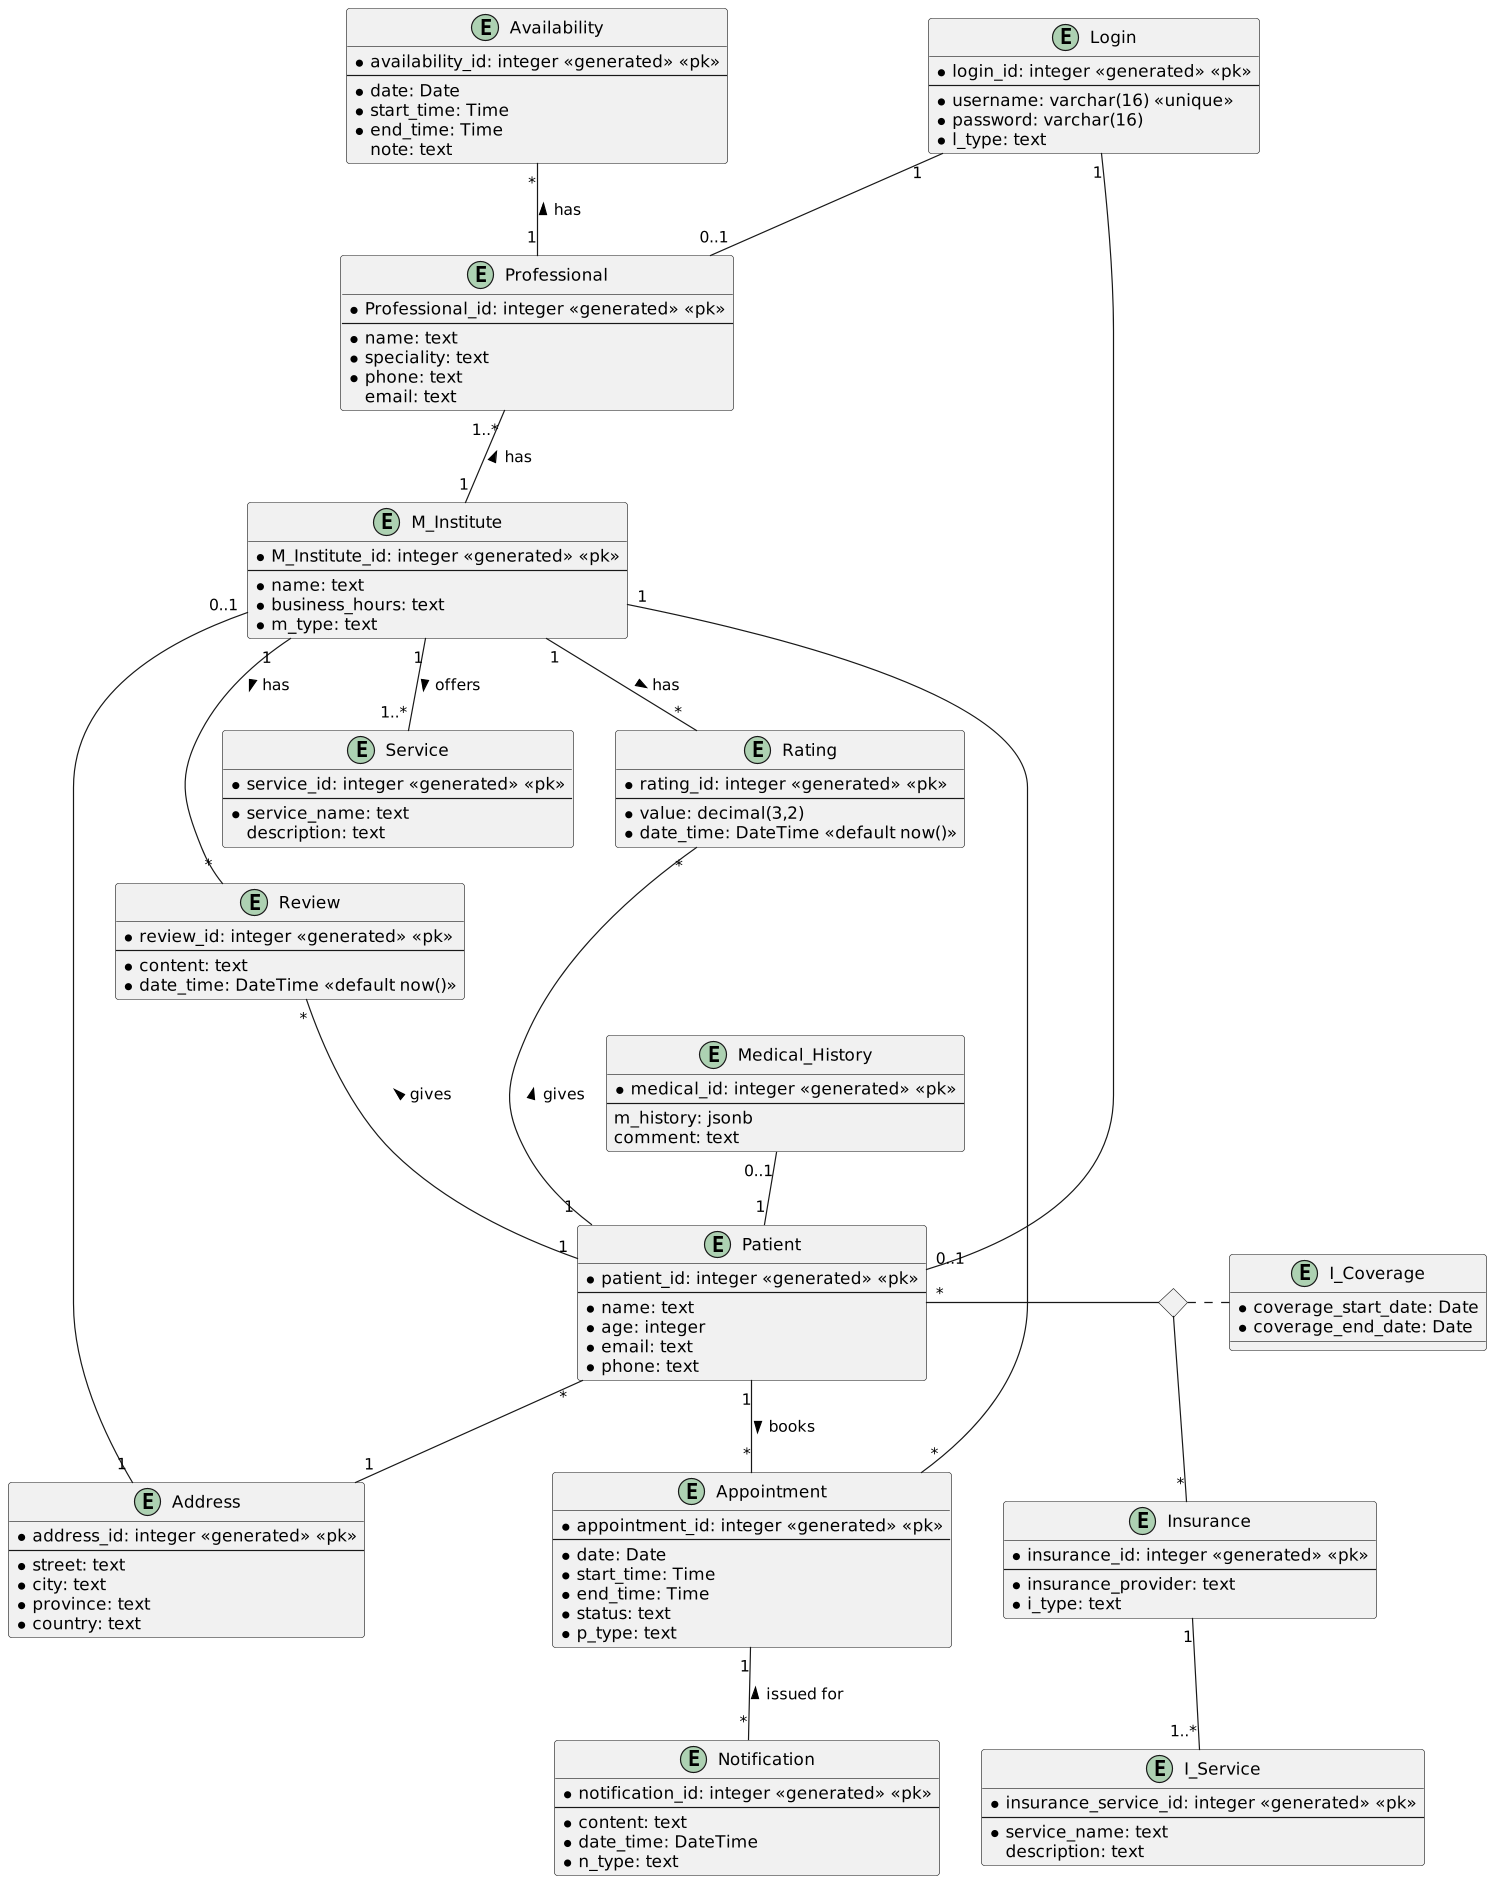 E Availability
availability_id: integer «generated» «pk»
date: Date
start_time: Time
end_time: Time
note: text
E Login
login_id: integer «generated» «pk»
username: varchar(16) «unique»
password: varchar(16)
l_type: text
*
has
1
1
0..1
1
E Professional
Professional_id: integer «generated» «pk»
name: text
speciality: text
phone: text
email: text
1..*
has
1
E M_Institute
M_Institute_id: integer «generated» «pk»
name: text
business_hours: text
m_type: text
0..1
1
1
has
*
1
offers
1..*
1
has
*
E Service
service_id: integer «generated» «pk»
service_name: text
description: text
E Rating
rating_id: integer «generated» «pk»
value: decimal(3,2)
date_time: DateTime «default now()»
*
E Review
review_id: integer «generated» «pk»
content: text
date_time: DateTime «default now()»
*
gives
1
gives
1
E Medical_History
medical_id: integer «generated» «pk»
m_history: jsonb
comment: text
0..1
1
E Patient
patient_id: integer «generated» «pk»
name: text
age: integer
email: text
phone: text
0..1
*
E I_Coverage
coverage_start_date: Date
coverage_end_date: Date
*
1
1
1
books
*
*
*
E Address
address_id: integer «generated» «pk»
street: text
city: text
province: text
country: text
E Appointment
appointment_id: integer «generated» «pk»
date: Date
start_time: Time
end_time: Time
status: text
p_type: text
E Insurance
insurance_id: integer «generated» «pk»
insurance_provider: text
i_type: text
1
issued for
*
1
1..*
E Notification
notification_id: integer «generated» «pk»
content: text
date_time: DateTime
n_type: text
E I_Service
insurance_service_id: integer «generated» «pk»
service_name: text
description: text